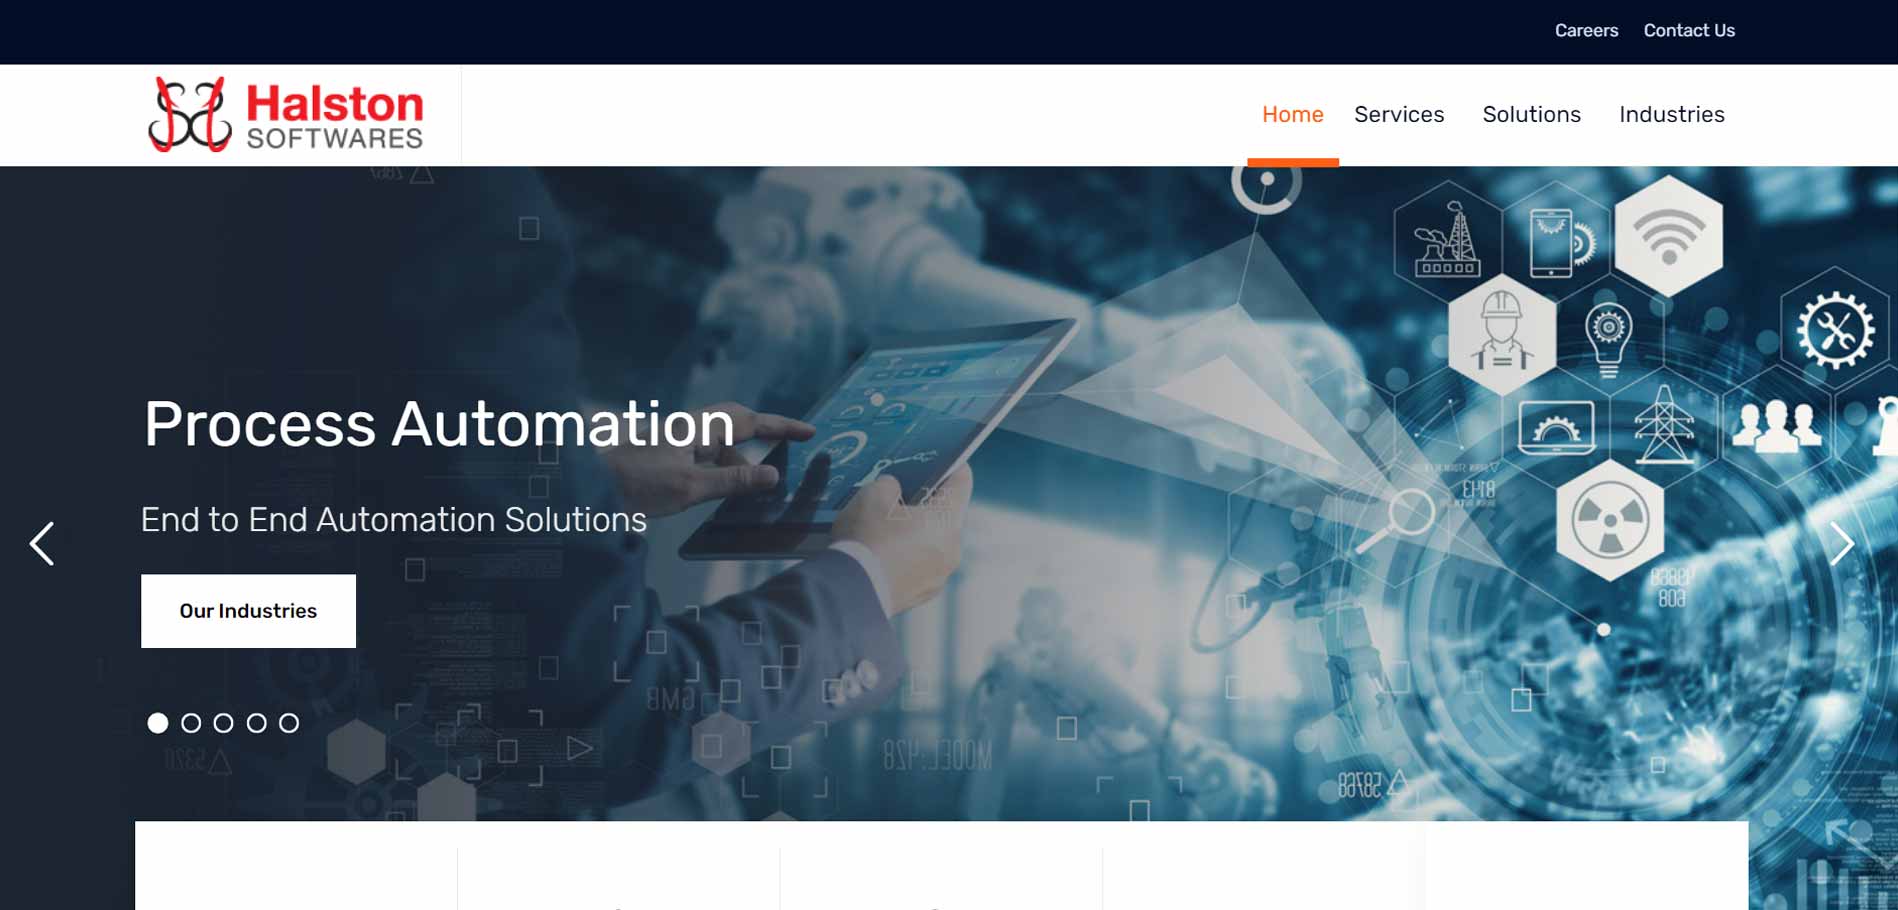 Careers Contact Us
Halston
SOFTWARES
Home Services Solutions Industries
Process Automation
End to End Automation Solutions
Our Industries